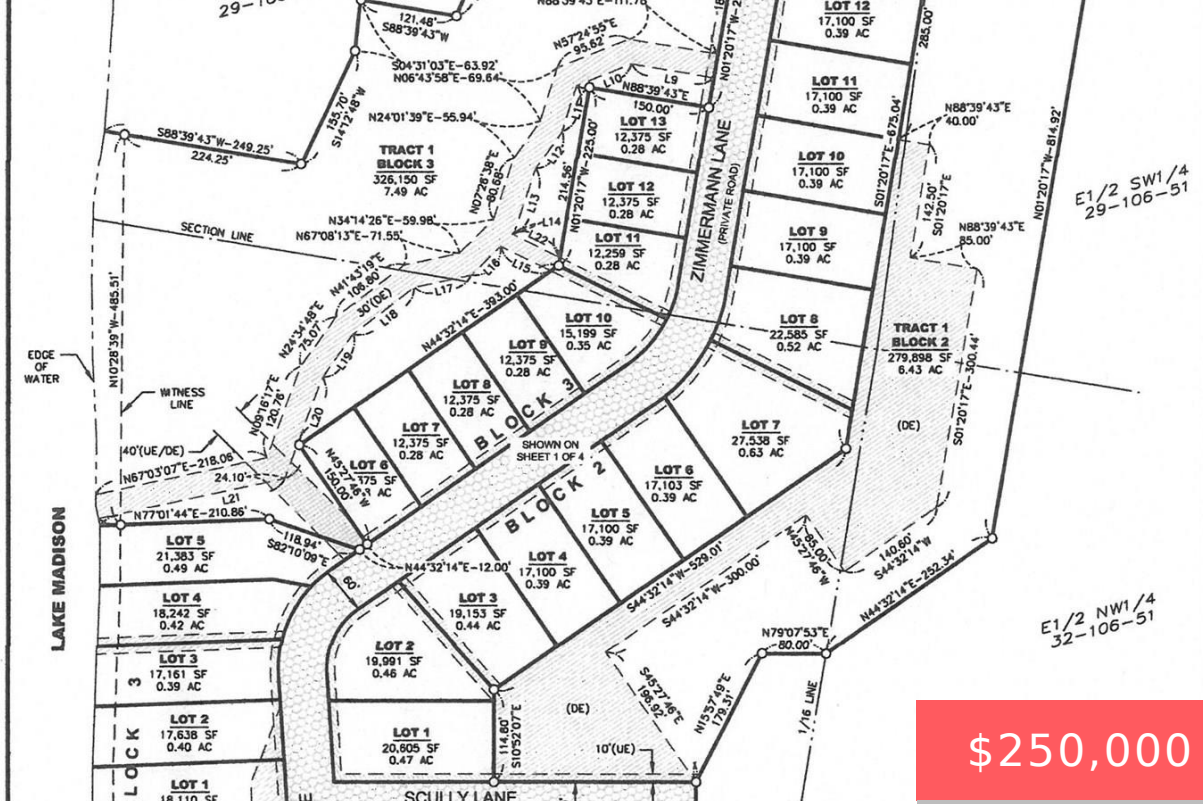 121.48'
S88°39'43"W
N57°24'55"E
95.62'
S04°31'03"E-63.92'
N06°43'58"E-69.64'
155.70'
S14°12'48"W
N24°01'39"E-55.94'
S88°39'43"W-249.25'
224.25'
TRACT 1
BLOCK 3
326,150 SF
7.49 AC
N07°26'38"E
-80.68-
N34°14'26"E-59.98'
N67°08'13"E-71.55'
SECTION LINE
N41°43'19"E
106.80'
30'(DE)
N24°34'48"E
75.07'
N09°16'17"E
120.76'
L9
L10
L11
L12
L13
L14
L22
L15
L16
L17
L18
L19
L20
L21
N88°39'43"E
150.00'
LOT 13
12,375 SF
0.28 AC
214.56'
N01°20'17"W-225.00'
LOT 12
12,375 SF
0.28 AC
LOT 11
12,259 SF
0.28 AC
ZIMMERMANN LANE
(PRIVATE ROAD)
LOT 12
17,100 SF
0.39 AC
LOT 11
17,100 SF
0.39 AC
LOT 10
17,100 SF
0.39 AC
LOT 9
17,100 SF
0.39 AC
LOT 8
22,585 SF
0.52 AC
285.00'
S01°20'17"E-675.04'
N88°39'43"E
40.00'
142.50'
S01°20'17"E
N88°39'43"E
85.00'
N01°20'17"W-814.92'
E1/2 SW1/4
29-106-51
TRACT 1
BLOCK 2
279,898 SF
6.43 AC
(DE)
S01°20'17"E-300.44'
EDGE
OF
WATER
N10°28'39"W-485.51'
WITNESS
LINE
40'(UE/DE)
N67°03'07"E-218.06'
24.10'
N77°01'44"E-210.86'
118.94'
S82°10'09"E
N44°32'14"E-393.00'
LOT 10
15,199 SF
0.35 AC
LOT 9
12,375 SF
0.28 AC
LOT 8
12,375 SF
0.28 AC
LOT 7
12,375 SF
0.28 AC
LOT 6
N45°27'46"W
150.00'
BLOCK 3
SHOWN ON
SHEET 1 OF 4
BLOCK 2
LOT 7
27,538 SF
0.63 AC
LOT 6
17,103 SF
0.39 AC
LOT 5
17,100 SF
0.39 AC
LOT 4
17,100 SF
0.39 AC
LOT 3
19,153 SF
0.44 AC
LOT 2
19,991 SF
0.46 AC
LOT 1
20,605 SF
0.47 AC
N44°32'14"E-12.00'
60'
S44°32'14"W-529.01'
S44°32'14"W-300.00'
85.00'
N45°27'46"W
140.60'
S44°32'14"W
N44°32'14"E-252.34'
N79°07'53"E
80.00'
N15°37'49"E
179.31'
S45°27'46"E
196.92'
(DE)
10'(UE)
114.80'
S10°52'07"E
1/16 LINE
E1/2 NW1/4
32-106-51
LAKE MADISON
LOT 5
21,383 SF
0.49 AC
LOT 4
18,242 SF
0.42 AC
LOT 3
17,161 SF
0.39 AC
LOT 2
17,638 SF
0.40 AC
LOT 1
3
SCULLY LANE
$250,000